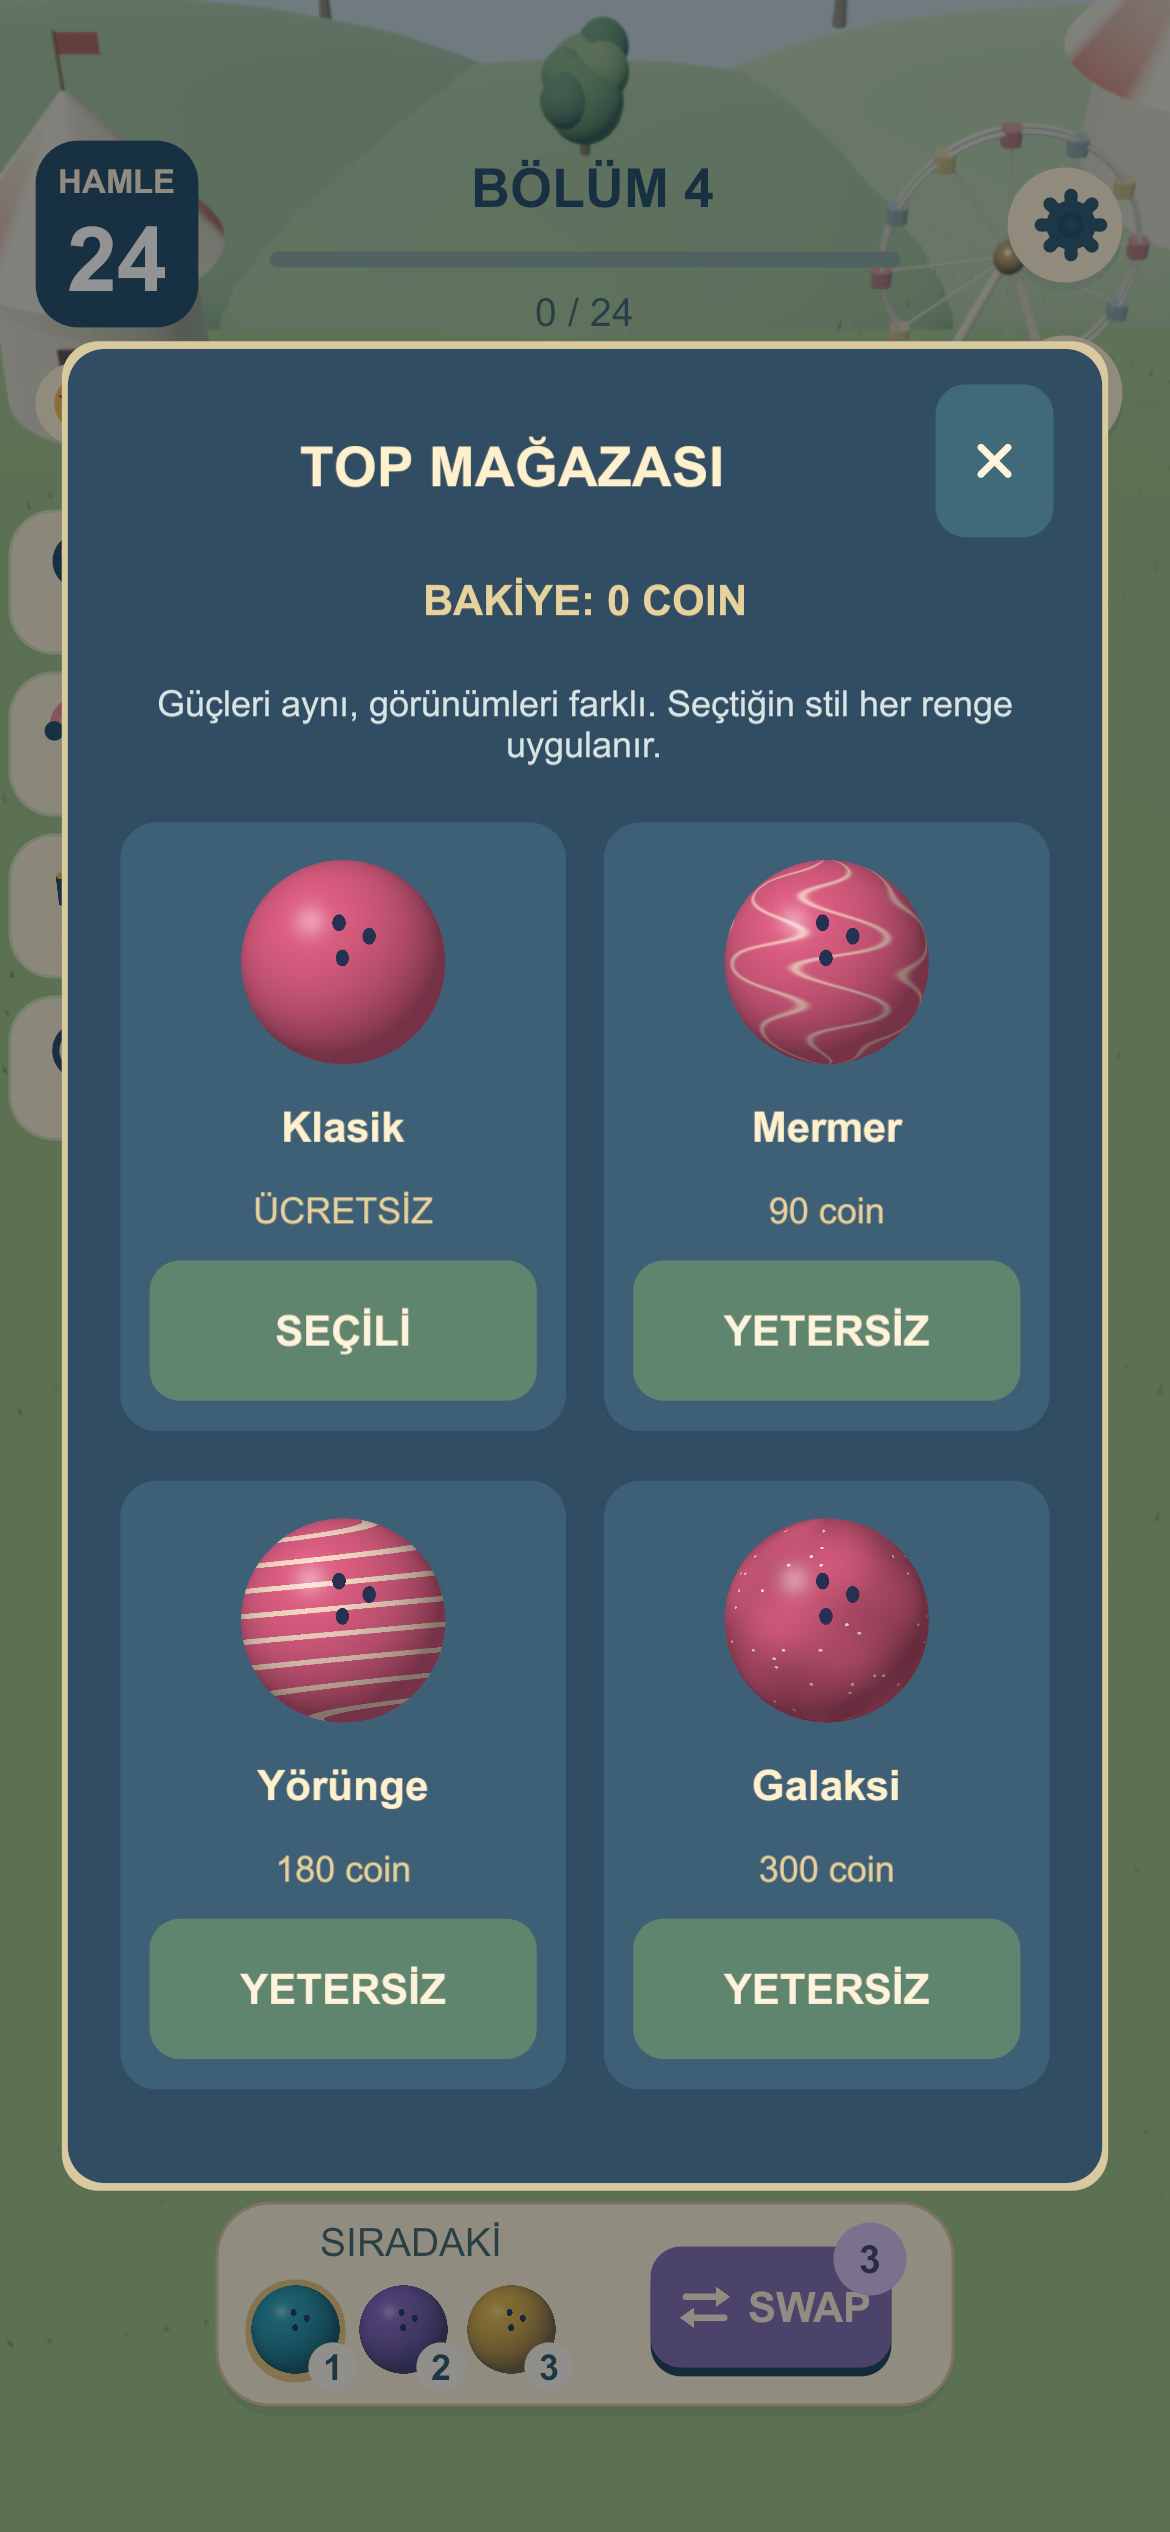 HAMLE
24
BÖLÜM 4
0 / 24
TOP MAĞAZASI
BAKİYE: 0 COIN
Güçleri aynı, görünümleri farklı. Seçtiğin stil her renge
uygulanır.
Klasik
ÜCRETSİZ
SEÇİLİ
Mermer
90 coin
YETERSİZ
Yörünge
180 coin
YETERSİZ
Galaksi
300 coin
YETERSİZ
SIRADAKİ
1
2
3
SWAP
3